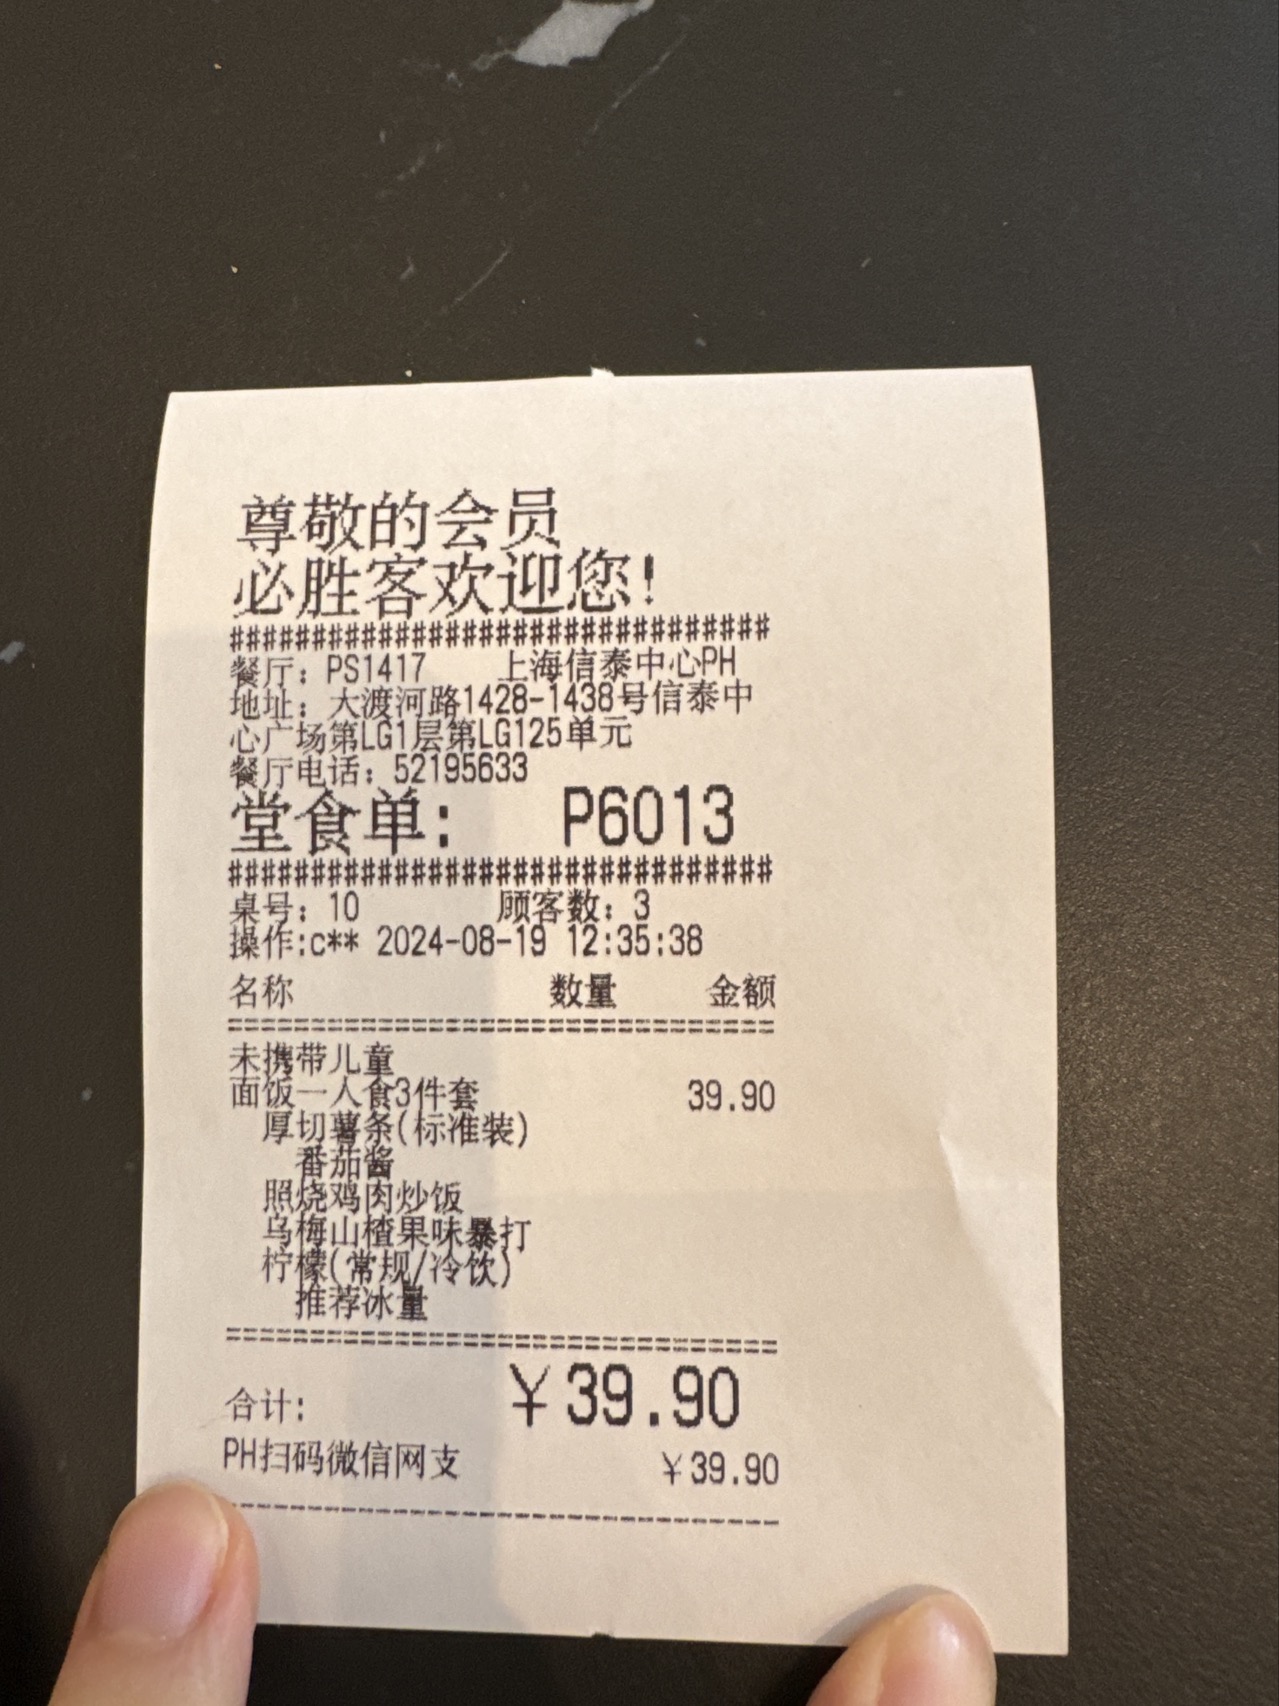 尊敬的会员
必胜客欢迎您!
#################################
餐厅: PS1417 上海信泰中心PH
地址: 大渡河路1428-1438号信泰中
心广场第LG1层第LG125单元
餐厅电话: 52195633
堂食单: P6013
#################################
桌号: 10 顾客数: 3
操作:c** 2024-08-19 12:35:38
名称 数量 金额
=================================
未携带儿童
面饭一人食3件套 39.90
厚切薯条(标准装)
番茄酱
照烧鸡肉炒饭
乌梅山楂果味暴打
柠檬(常规/冷饮)
推荐冰量
=================================
合计: ￥39.90
PH扫码微信网支 ￥39.90
---------------------------------